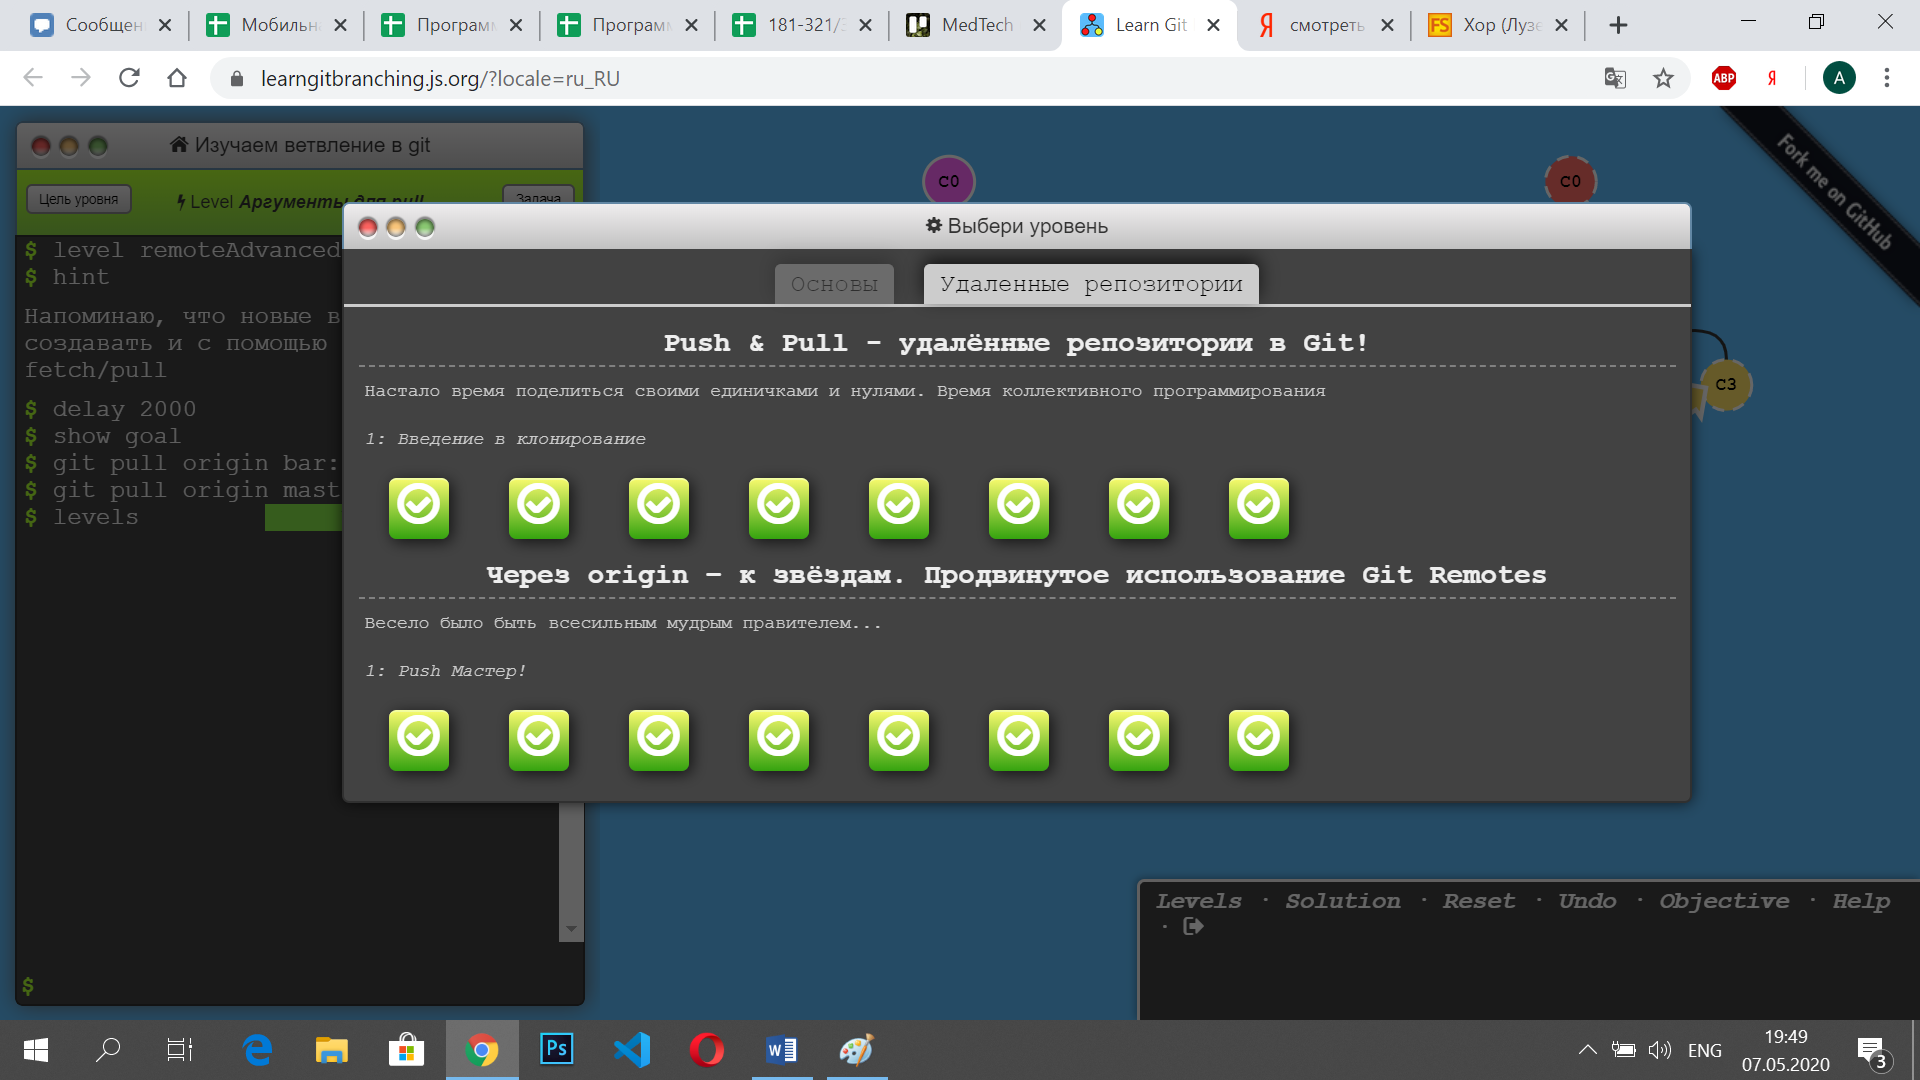 Сообщен
Мобильн
Програм
Програм
181-321/3
MedTech
Learn Git
смотреть
Хор (Лузе
learngitbranching.js.org/?locale=ru_RU
ABP
Я
A
Изучаем ветвление в git
Цель уровня
Level Аргументы для pull
Задача
$ level remoteAdvanced
$ hint
Напоминаю, что новые в
создавать и с помощью
fetch/pull
$ delay 2000
$ show goal
$ git pull origin bar:
$ git pull origin mast
$ levels
$
C0
C0
C3
Fork me on GitHub
Выбери уровень
Основы
Удаленные репозитории
Push & Pull - удалённые репозитории в Git!
Настало время поделиться своими единичками и нулями. Время коллективного программирования
1: Введение в клонирование
Через origin – к звёздам. Продвинутое использование Git Remotes
Весело было быть всесильным мудрым правителем...
1: Push Мастер!
Levels · Solution · Reset · Undo · Objective · Help
·
Ps
W
ENG
19:49
07.05.2020
3